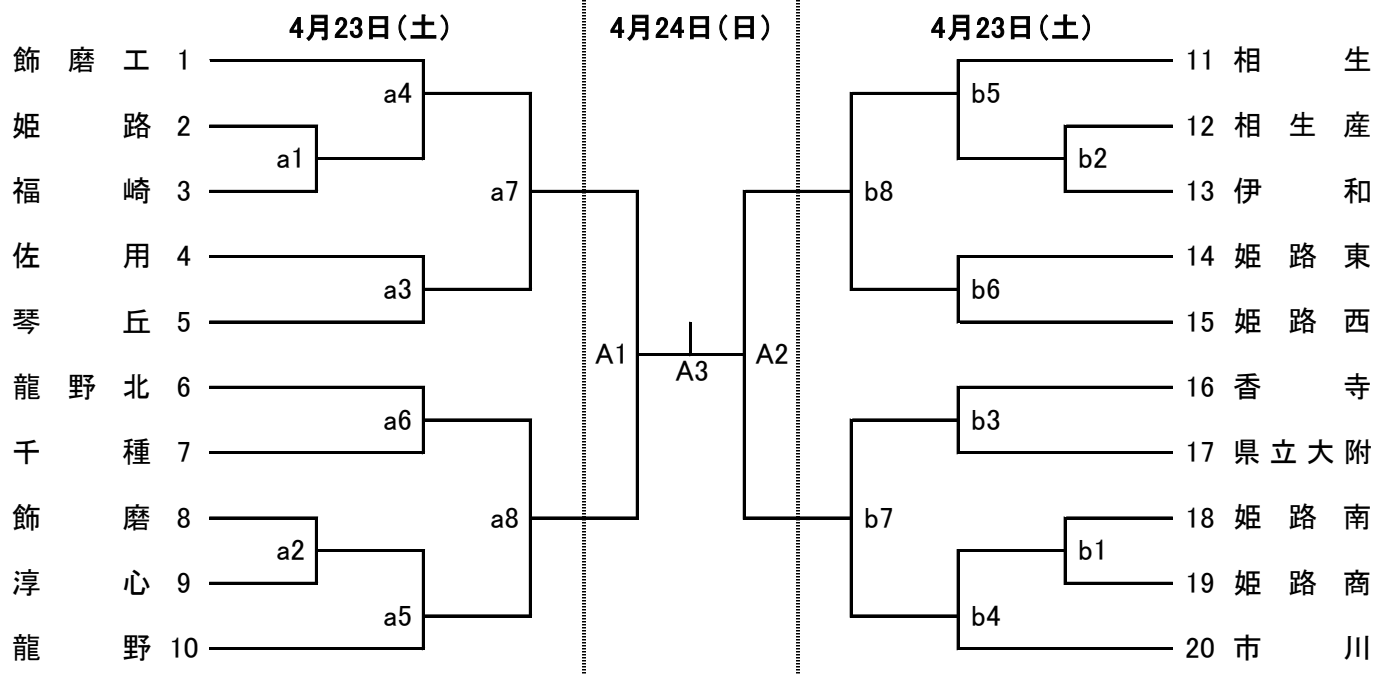 4月23日（土） 4月24日（日） 4月23日（土）
飾磨工 1 11 相生
a4 b5
姫路 2 12 相生産
a1 b2
福崎 3 a7 b8 13 伊和
佐用 4 14 姫路東
a3 b6
琴丘 5 15 姫路西
A1 A3 A2
龍野北 6 16 香寺
a6 b3
千種 7 17 県立大附
飾磨 8 a8 b7 18 姫路南
a2 b1
淳心 9 19 姫路商
a5 b4
龍野 10 20 市川